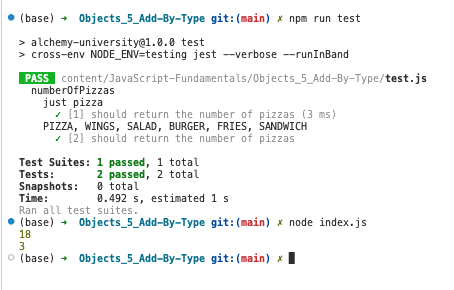 (base) ➜ Objects_5_Add-By-Type git:(main) ✗ npm run test
> alchemy-university@1.0.0 test
> cross-env NODE_ENV=testing jest --verbose --runInBand
PASS content/JavaScript-Fundamentals/Objects_5_Add-By-Type/test.js
numberOfPizzas
just pizza
✓ [1] should return the number of pizzas (3 ms)
PIZZA, WINGS, SALAD, BURGER, FRIES, SANDWICH
✓ [2] should return the number of pizzas
Test Suites: 1 passed, 1 total
Tests: 2 passed, 2 total
Snapshots: 0 total
Time: 0.492 s, estimated 1 s
Ran all test suites.
(base) ➜ Objects_5_Add-By-Type git:(main) ✗ node index.js
18
3
(base) ➜ Objects_5_Add-By-Type git:(main) ✗